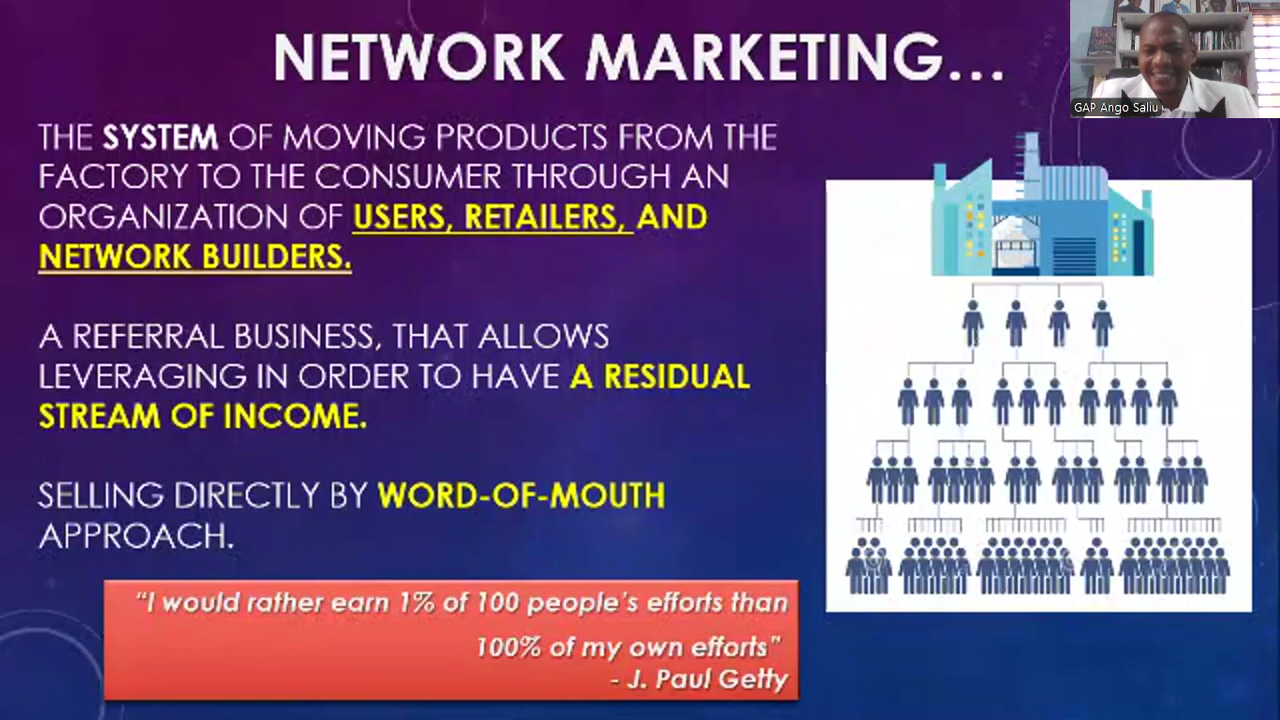 NETWORK MARKETING...
GAP Ango Saliu
THE SYSTEM OF MOVING PRODUCTS FROM THE
FACTORY TO THE CONSUMER THROUGH AN
ORGANIZATION OF USERS, RETAILERS, AND
NETWORK BUILDERS.
A REFERRAL BUSINESS, THAT ALLOWS
LEVERAGING IN ORDER TO HAVE A RESIDUAL
STREAM OF INCOME.
SELLING DIRECTLY BY WORD-OF-MOUTH
APPROACH.
"I would rather earn 1% of 100 people's efforts than
100% of my own efforts"
- J. Paul Getty